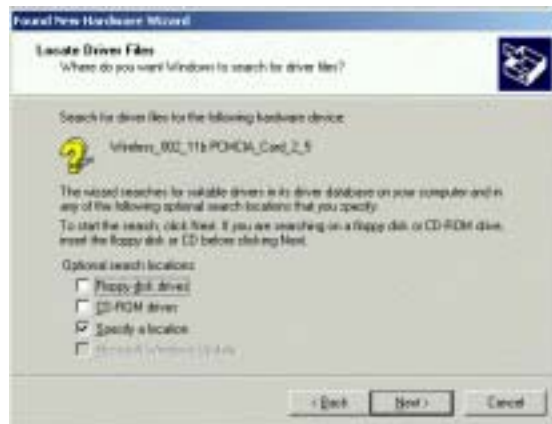 Found New Hardware Wizard
Locate Driver Files
Where do you want Windows to search for driver files?
Search for driver files for the following hardware device:
Wireless_802_11b PCMCIA_Card_2_5
The wizard searches for suitable drivers in its driver database on your computer and in
any of the following optional search locations that you specify.
To start the search, click Next. If you are searching on a floppy disk or CD-ROM drive,
insert the floppy disk or CD before clicking Next.
Optional search locations:
Floppy disk drives
CD-ROM drives
Specify a location
Microsoft Windows Update
< Back
Next >
Cancel